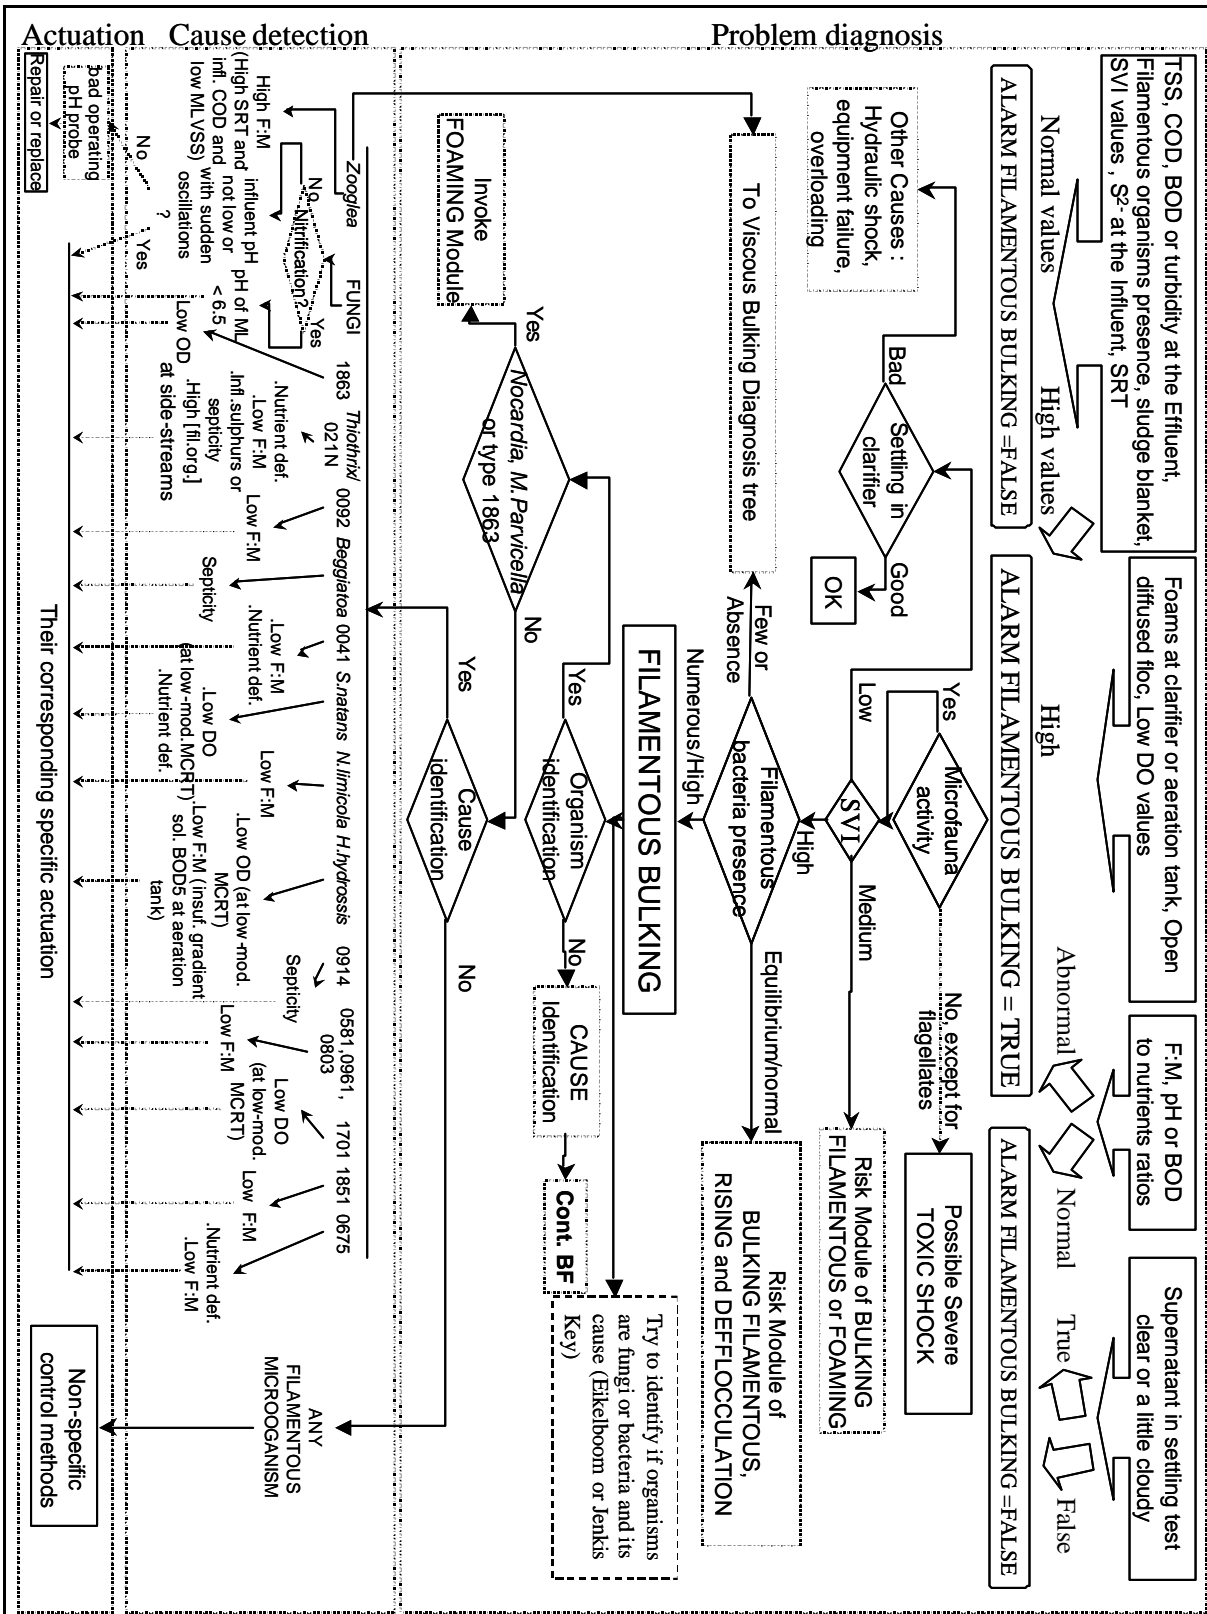 Problem diagnosis
TSS, COD, BOD or turbidity at the Effluent,
Filamentous organisms presence, sludge blanket,
SVI values , S²- at the Influent, SRT
Foams at clarifier or aeration tank, Open
diffused floc, Low DO values
F:M, pH or BOD
to nutrients ratios
Supernatant in settling test
clear or a little cloudy
Normal values
High values
High
Abnormal
Normal
True
False
ALARM FILAMENTOUS BULKING =FALSE
ALARM FILAMENTOUS BULKING = TRUE
ALARM FILAMENTOUS BULKING =FALSE
Microfauna
activity
Yes
No, except for
flagellates
Possible Severe
TOXIC SHOCK
Other Causes :
Hydraulic shock,
equipment failure,
overloading
Bad
Settling in
clarifier
Good
OK
Low
SVI
Medium
High
Risk Module of BULKING
FILAMENTOUS or FOAMING
To Viscous Bulking Diagnosis tree
Few or
Absence
Filamentous
bacteria presence
Equilibrium/normal
Risk Module of
BULKING FILAMENTOUS,
RISING and DEFFLOCCULATION
Numerous/High
FILAMENTOUS BULKING
Try to identify if organisms
are fungi or bacteria and its
cause (Eikelboom or Jenkis
Key)
Yes
Organism
identification
No
CAUSE
Identification
Cont. BF
Invoke
FOAMING Module
Yes
Nocardia, M.Parvicella
or type 1863
No
Yes
Cause
identification
No
Cause detection
Zooglea
FUNGI
1863
Thiothrix/
021N
0092
Beggiatoa
0041
S.natans
N.limicola
H.hydrossis
0914
0581,0961,
0803
1701
1851
0675
ANY
FILAMENTOUS
MICROOGANISM
High F:M
(High SRT and
infl. COD and
low MLVSS)
No
Nitrification?
Yes
influent pH
not low or
with sudden
oscillations
?
pH of ML
< 6.5
Low OD
.Nutrient def.
.Low F:M
.Infl.sulphurs or
septicity
.High [fil.org.]
at side-streams
Low F:M
Septicity
.Low F:M
.Nutrient def.
.Low DO
(at low-mod.MCRT)
.Nutrient def.
Low F:M
.Low OD (at low-mod.
MCRT)
.Low F:M (insuf. gradient
sol. BOD5 at aeration
tank)
Septicity
Low F:M
Low DO
(at low-mod.
MCRT)
Low F:M
.Nutrient def.
.Low F:M
No
Yes
Actuation
bad operating
pH probe
Repair or replace
Their corresponding specific actuation
Non-specific
control methods